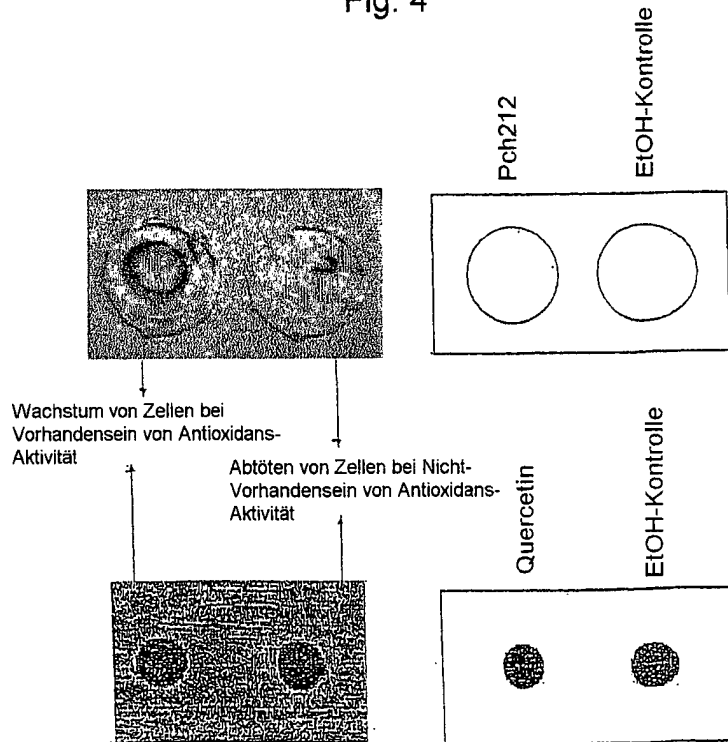 Fig. 4
Pch212
EtOH-Kontrolle
Wachstum von Zellen bei
Vorhandensein von Antioxidans-
Aktivität
Abtöten von Zellen bei Nicht-
Vorhandensein von Antioxidans-
Aktivität
Quercetin
EtOH-Kontrolle